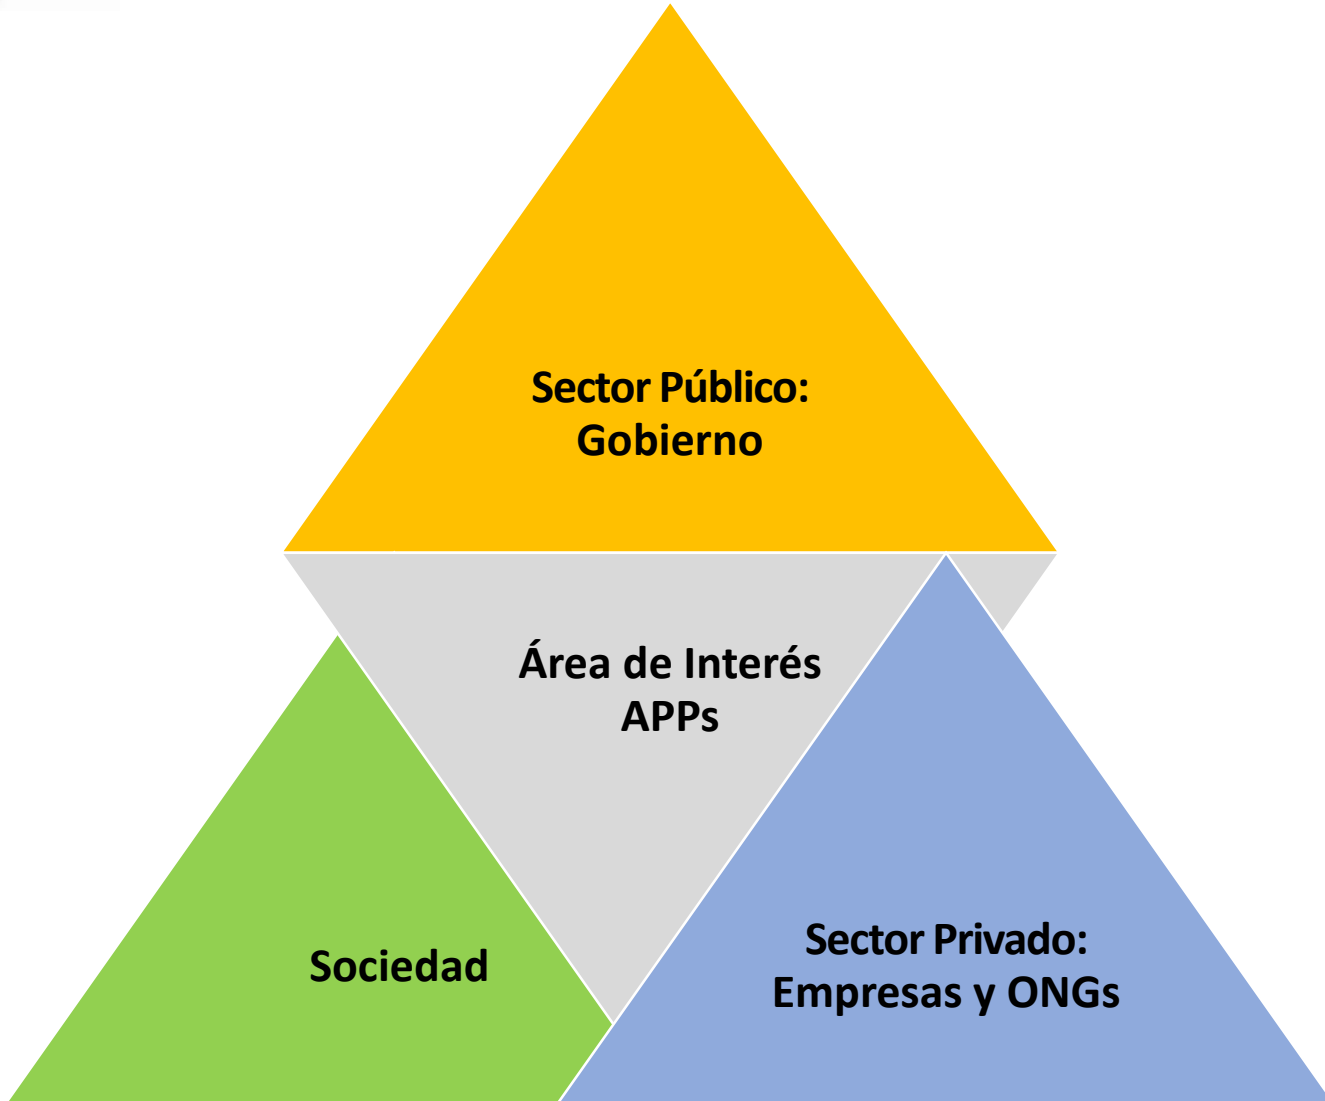 Sector Público:
Gobierno
Área de Interés
APPs
Sociedad
Sector Privado:
Empresas y ONGs